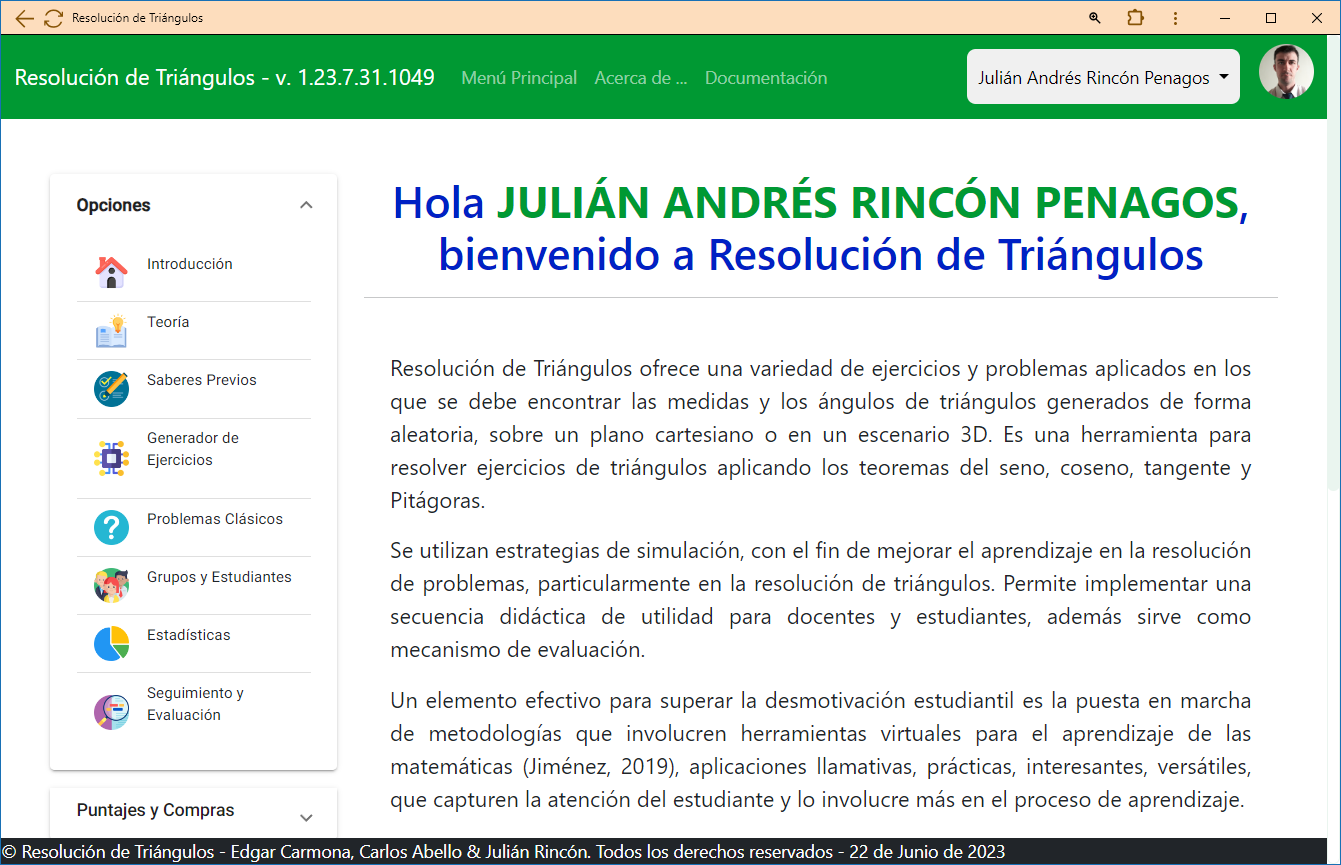 Resolución de Triángulos
Resolución de Triángulos - v. 1.23.7.31.1049
Menú Principal
Acerca de ...
Documentación
Julián Andrés Rincón Penagos
Opciones
Introducción
Teoría
Saberes Previos
Generador de
Ejercicios
Problemas Clásicos
Grupos y Estudiantes
Estadísticas
Seguimiento y
Evaluación
Puntajes y Compras
Hola JULIÁN ANDRÉS RINCÓN PENAGOS,
bienvenido a Resolución de Triángulos
Resolución de Triángulos ofrece una variedad de ejercicios y problemas aplicados en los
que se debe encontrar las medidas y los ángulos de triángulos generados de forma
aleatoria, sobre un plano cartesiano o en un escenario 3D. Es una herramienta para
resolver ejercicios de triángulos aplicando los teoremas del seno, coseno, tangente y
Pitágoras.
Se utilizan estrategias de simulación, con el fin de mejorar el aprendizaje en la resolución
de problemas, particularmente en la resolución de triángulos. Permite implementar una
secuencia didáctica de utilidad para docentes y estudiantes, además sirve como
mecanismo de evaluación.
Un elemento efectivo para superar la desmotivación estudiantil es la puesta en marcha
de metodologías que involucren herramientas virtuales para el aprendizaje de las
matemáticas (Jiménez, 2019), aplicaciones llamativas, prácticas, interesantes, versátiles,
que capturen la atención del estudiante y lo involucre más en el proceso de aprendizaje.
© Resolución de Triángulos - Edgar Carmona, Carlos Abello & Julián Rincón. Todos los derechos reservados - 22 de Junio de 2023